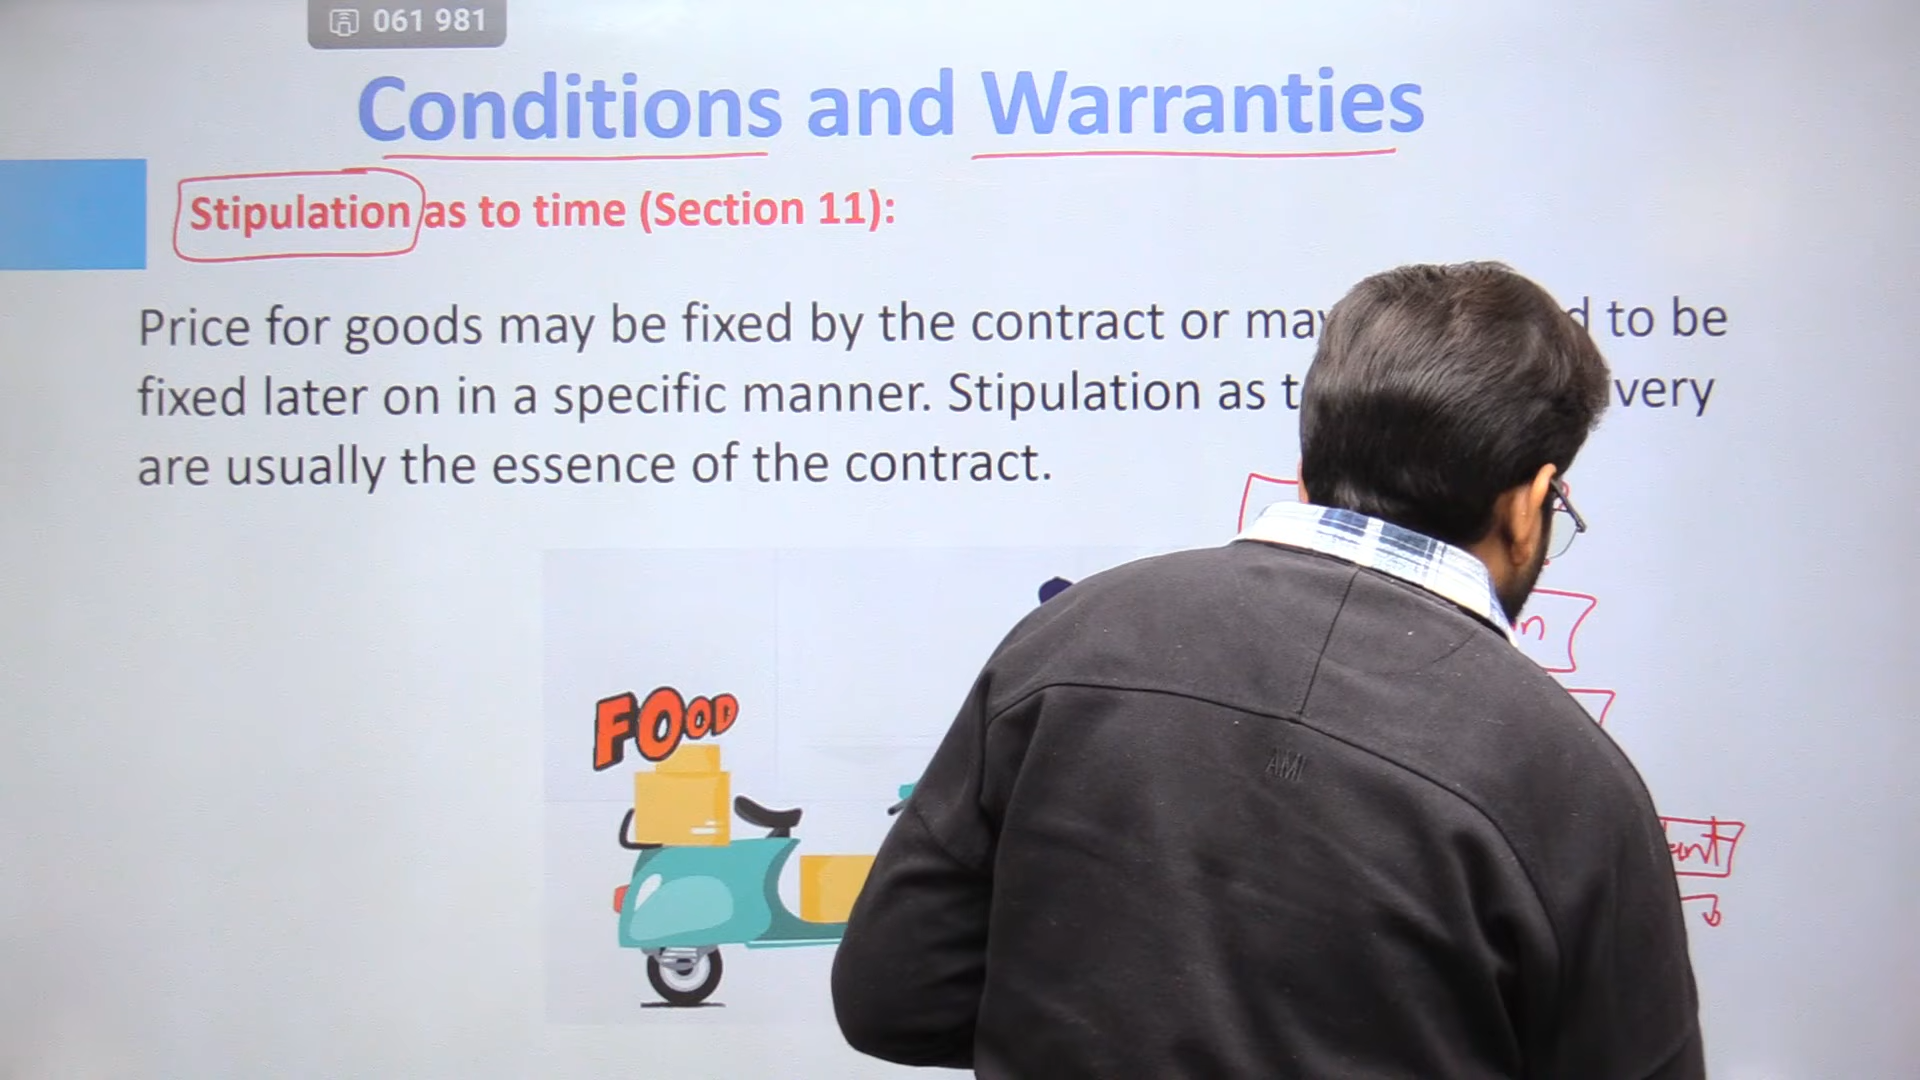 061 981
Conditions and Warranties
Stipulation as to time (Section 11):
Price for goods may be fixed by the contract or may to be
fixed later on in a specific manner. Stipulation as
are usually the essence of the contract.
FOOD
AMI